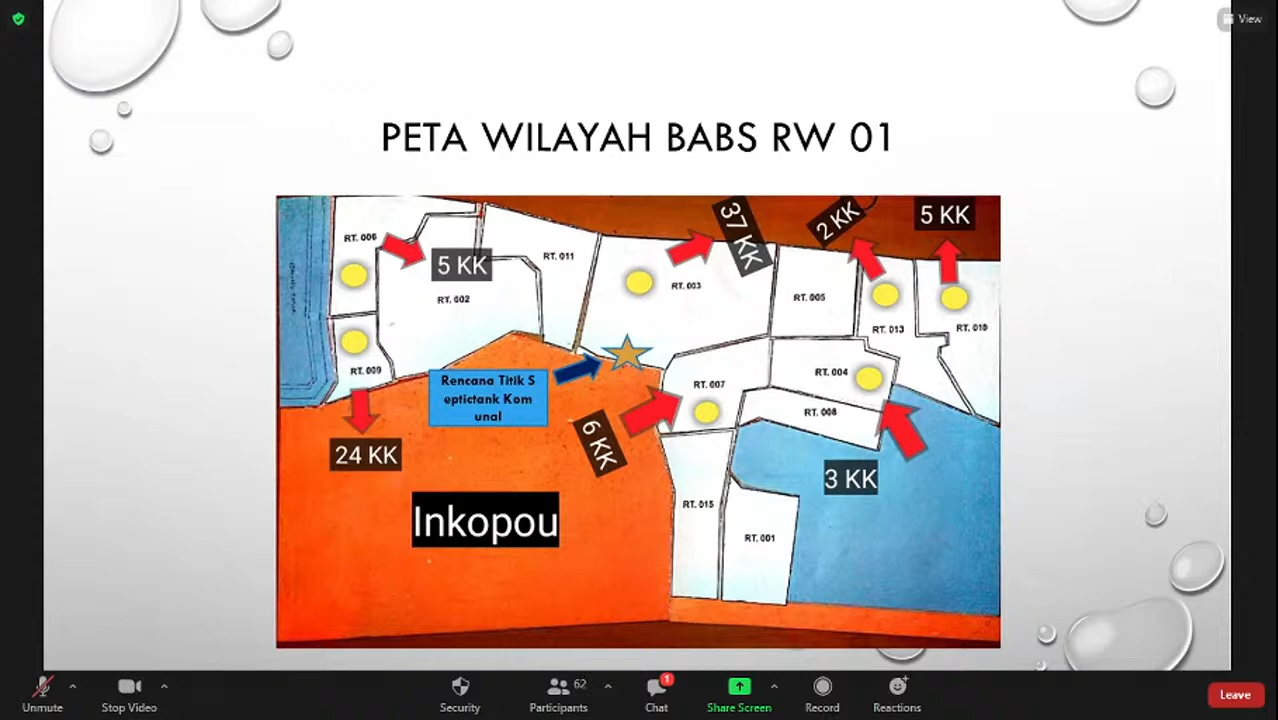 View
PETA WILAYAH BABS RW 01
RT. 006
5 KK
RT. 002
RT. 011
RT. 003
37 KK
RT. 005
2 KK
RT. 013
5 KK
RT. 010
RT. 009
24 KK
Rencana Titik S
eptictank Kom
unal
RT. 007
6 KK
RT. 004
RT. 008
3 KK
Inkopou
RT. 015
RT. 001
Unmute
Stop Video
Security
62
Participants
1
Chat
Share Screen
Record
Reactions
Leave